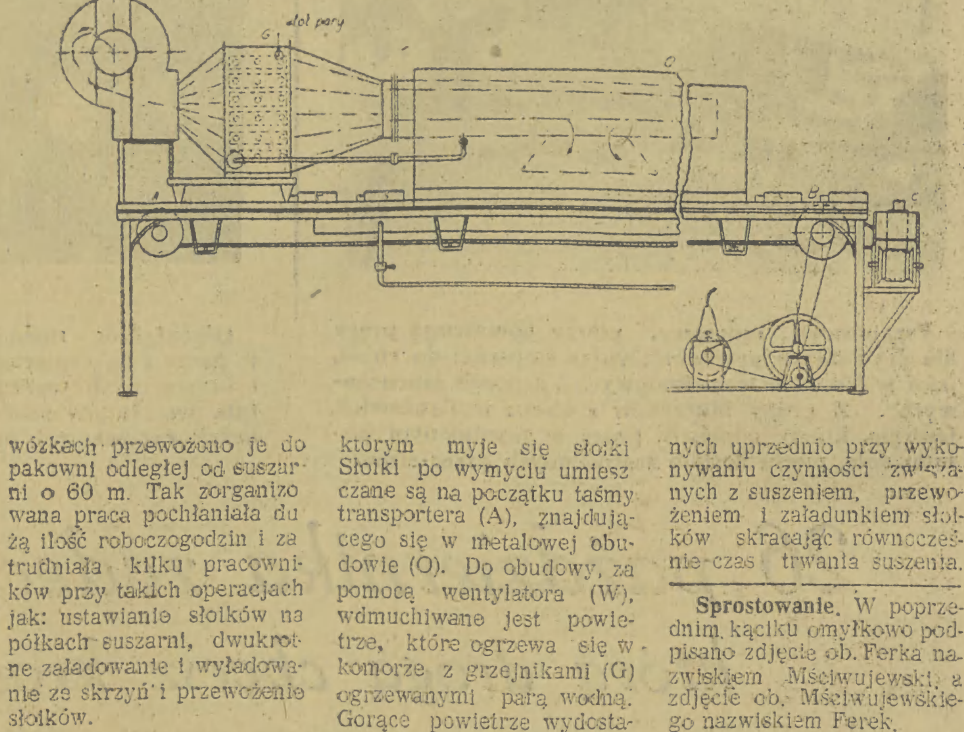 dolot pary
G
O
A
B
C
wózkach przewożono je do
pakowni odległej od suszar-
ni o 60 m. Tak zorganizo
wana praca pochłaniała du
żą ilość roboczogodzin i za
trudniała kilku pracowni-
ków przy takich operacjach
jak: ustawianie słoików na
półkach suszarni, dwukrot-
ne załadowanie i wyładowa-
nie ze skrzyń i przewożenie
słoików.
którym myje się słoiki
Słoiki po wymyciu umiesz
czane są na początku taśmy
transportera (A), znajdują-
cego się w metalowej obu-
dowie (O). Do obudowy, za
pomocą wentylatora (W),
wdmuchiwane jest powie-
trze, które ogrzewa się w
komorze z grzejnikami (G)
ogrzewanymi parą wodną.
Gorące powietrze wydosta-
nych uprzednio przy wyko-
nywaniu czynności związa-
nych z suszeniem, przewo-
żeniem i załadunkiem słoi-
ków skracając równocześ-
nie czas trwania suszenia.
Sprostowanie. W poprze-
dnim kąciku omyłkowo pod-
pisano zdjęcie ob. Ferka na-
zwiskiem Mściwujewski, a
zdjęcie ob. Mściwujewskie-
go nazwiskiem Ferek.